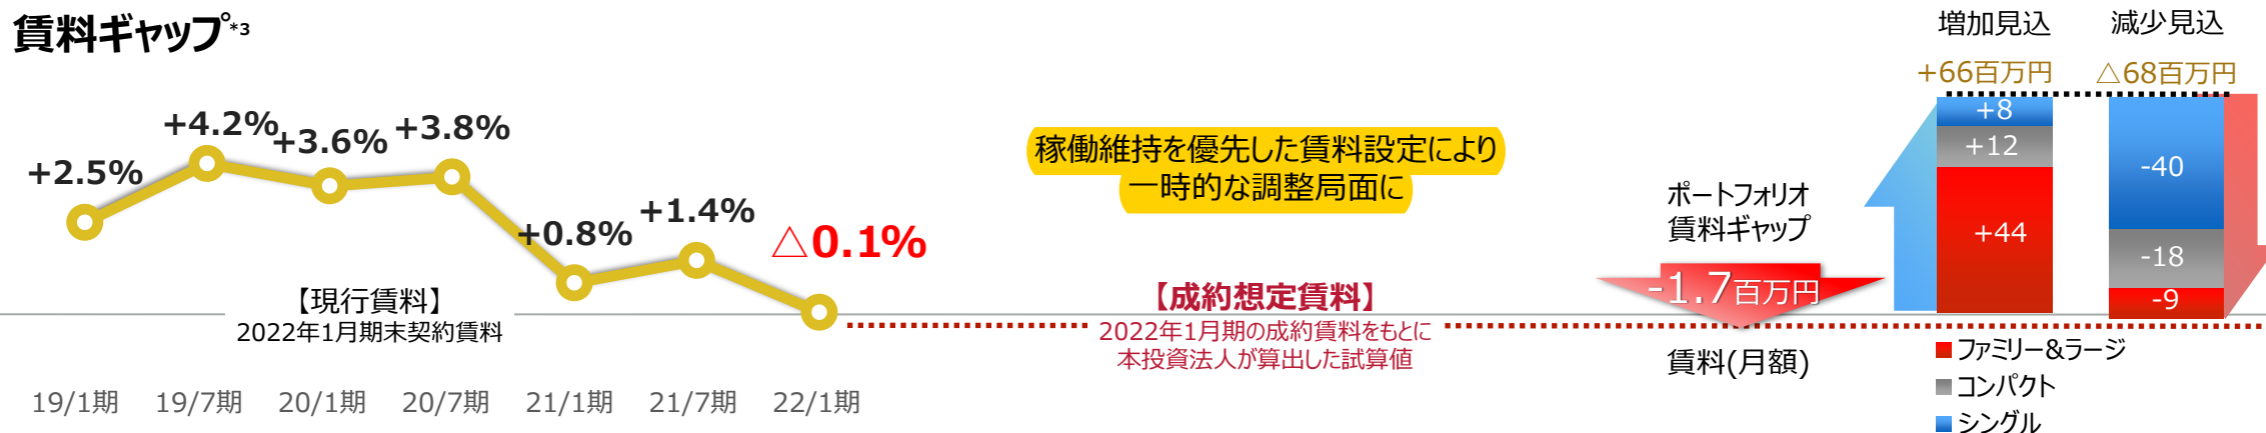 賃料ギャップ*3
+2.5%
+4.2%
+3.6%
+3.8%
+0.8%
+1.4%
△0.1%
【現行賃料】
2022年1月期末契約賃料
19/1期
19/7期
20/1期
20/7期
21/1期
21/7期
22/1期
稼働維持を優先した賃料設定により
一時的な調整局面に
【成約想定賃料】
2022年1月期の成約賃料をもとに
本投資法人が算出した試算値
ポートフォリオ
賃料ギャップ
-1.7百万円
賃料(月額)
増加見込
+66百万円
+8
+12
+44
減少見込
△68百万円
-40
-18
-9
ファミリー&ラージ
コンパクト
シングル